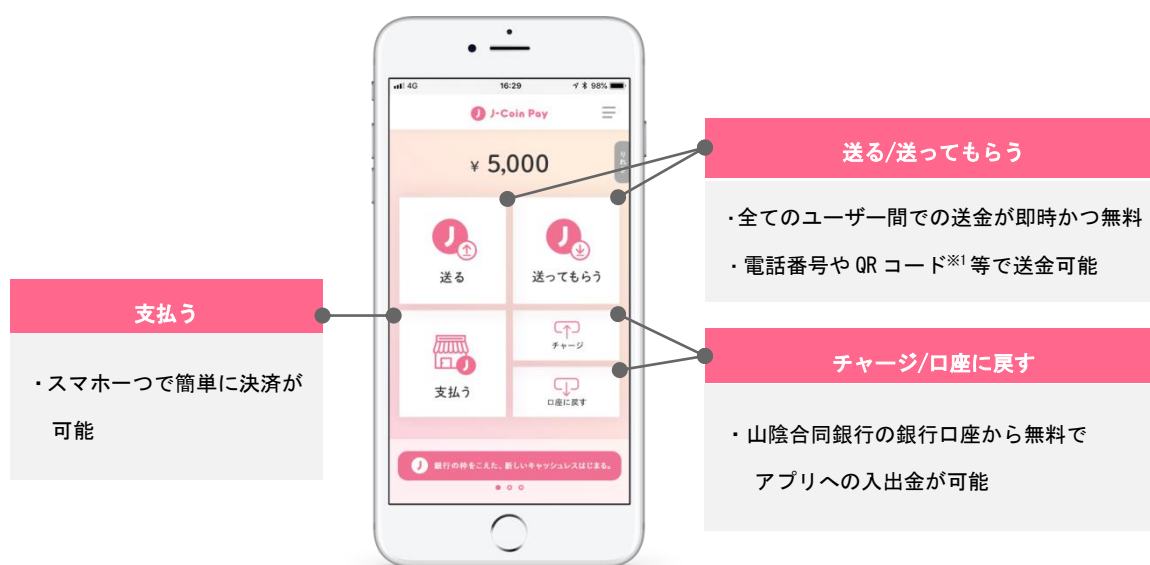 4G 16:29 98%
J-Coin Pay
¥ 5,000
送る
送ってもらう
支払う
チャージ
口座に戻す
銀行の枠をこえた、新しいキャッシュレスはじまる。
支払う
・スマホ一つで簡単に決済が
可能
送る/送ってもらう
・全てのユーザー間での送金が即時かつ無料
・電話番号や QR コード※1 等で送金可能
チャージ/口座に戻す
・山陰合同銀行の銀行口座から無料で
アプリへの入出金が可能